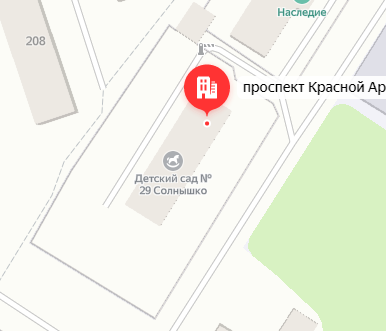 Наследие
208
проспект Красной Ар
Детский сад №
29 Солнышко